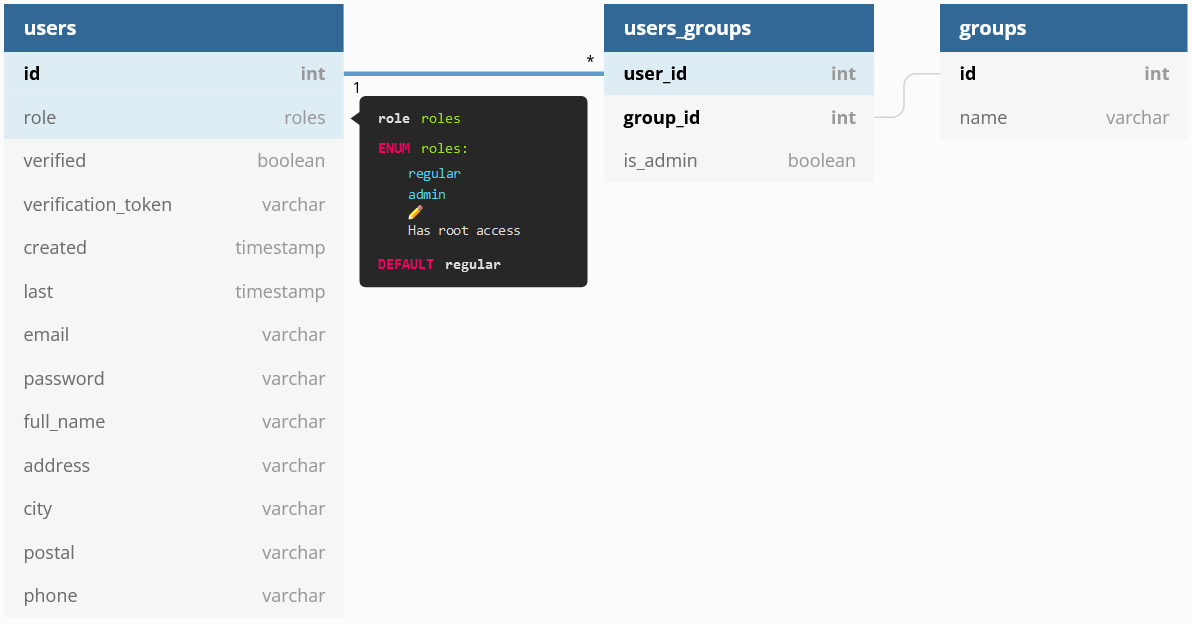 users
id int
role roles
verified boolean
verification_token varchar
created timestamp
last timestamp
email varchar
password varchar
full_name varchar
address varchar
city varchar
postal varchar
phone varchar
1
*
role roles
ENUM roles:
regular
admin
Has root access
DEFAULT regular
users_groups
user_id int
group_id int
is_admin boolean
groups
id int
name varchar